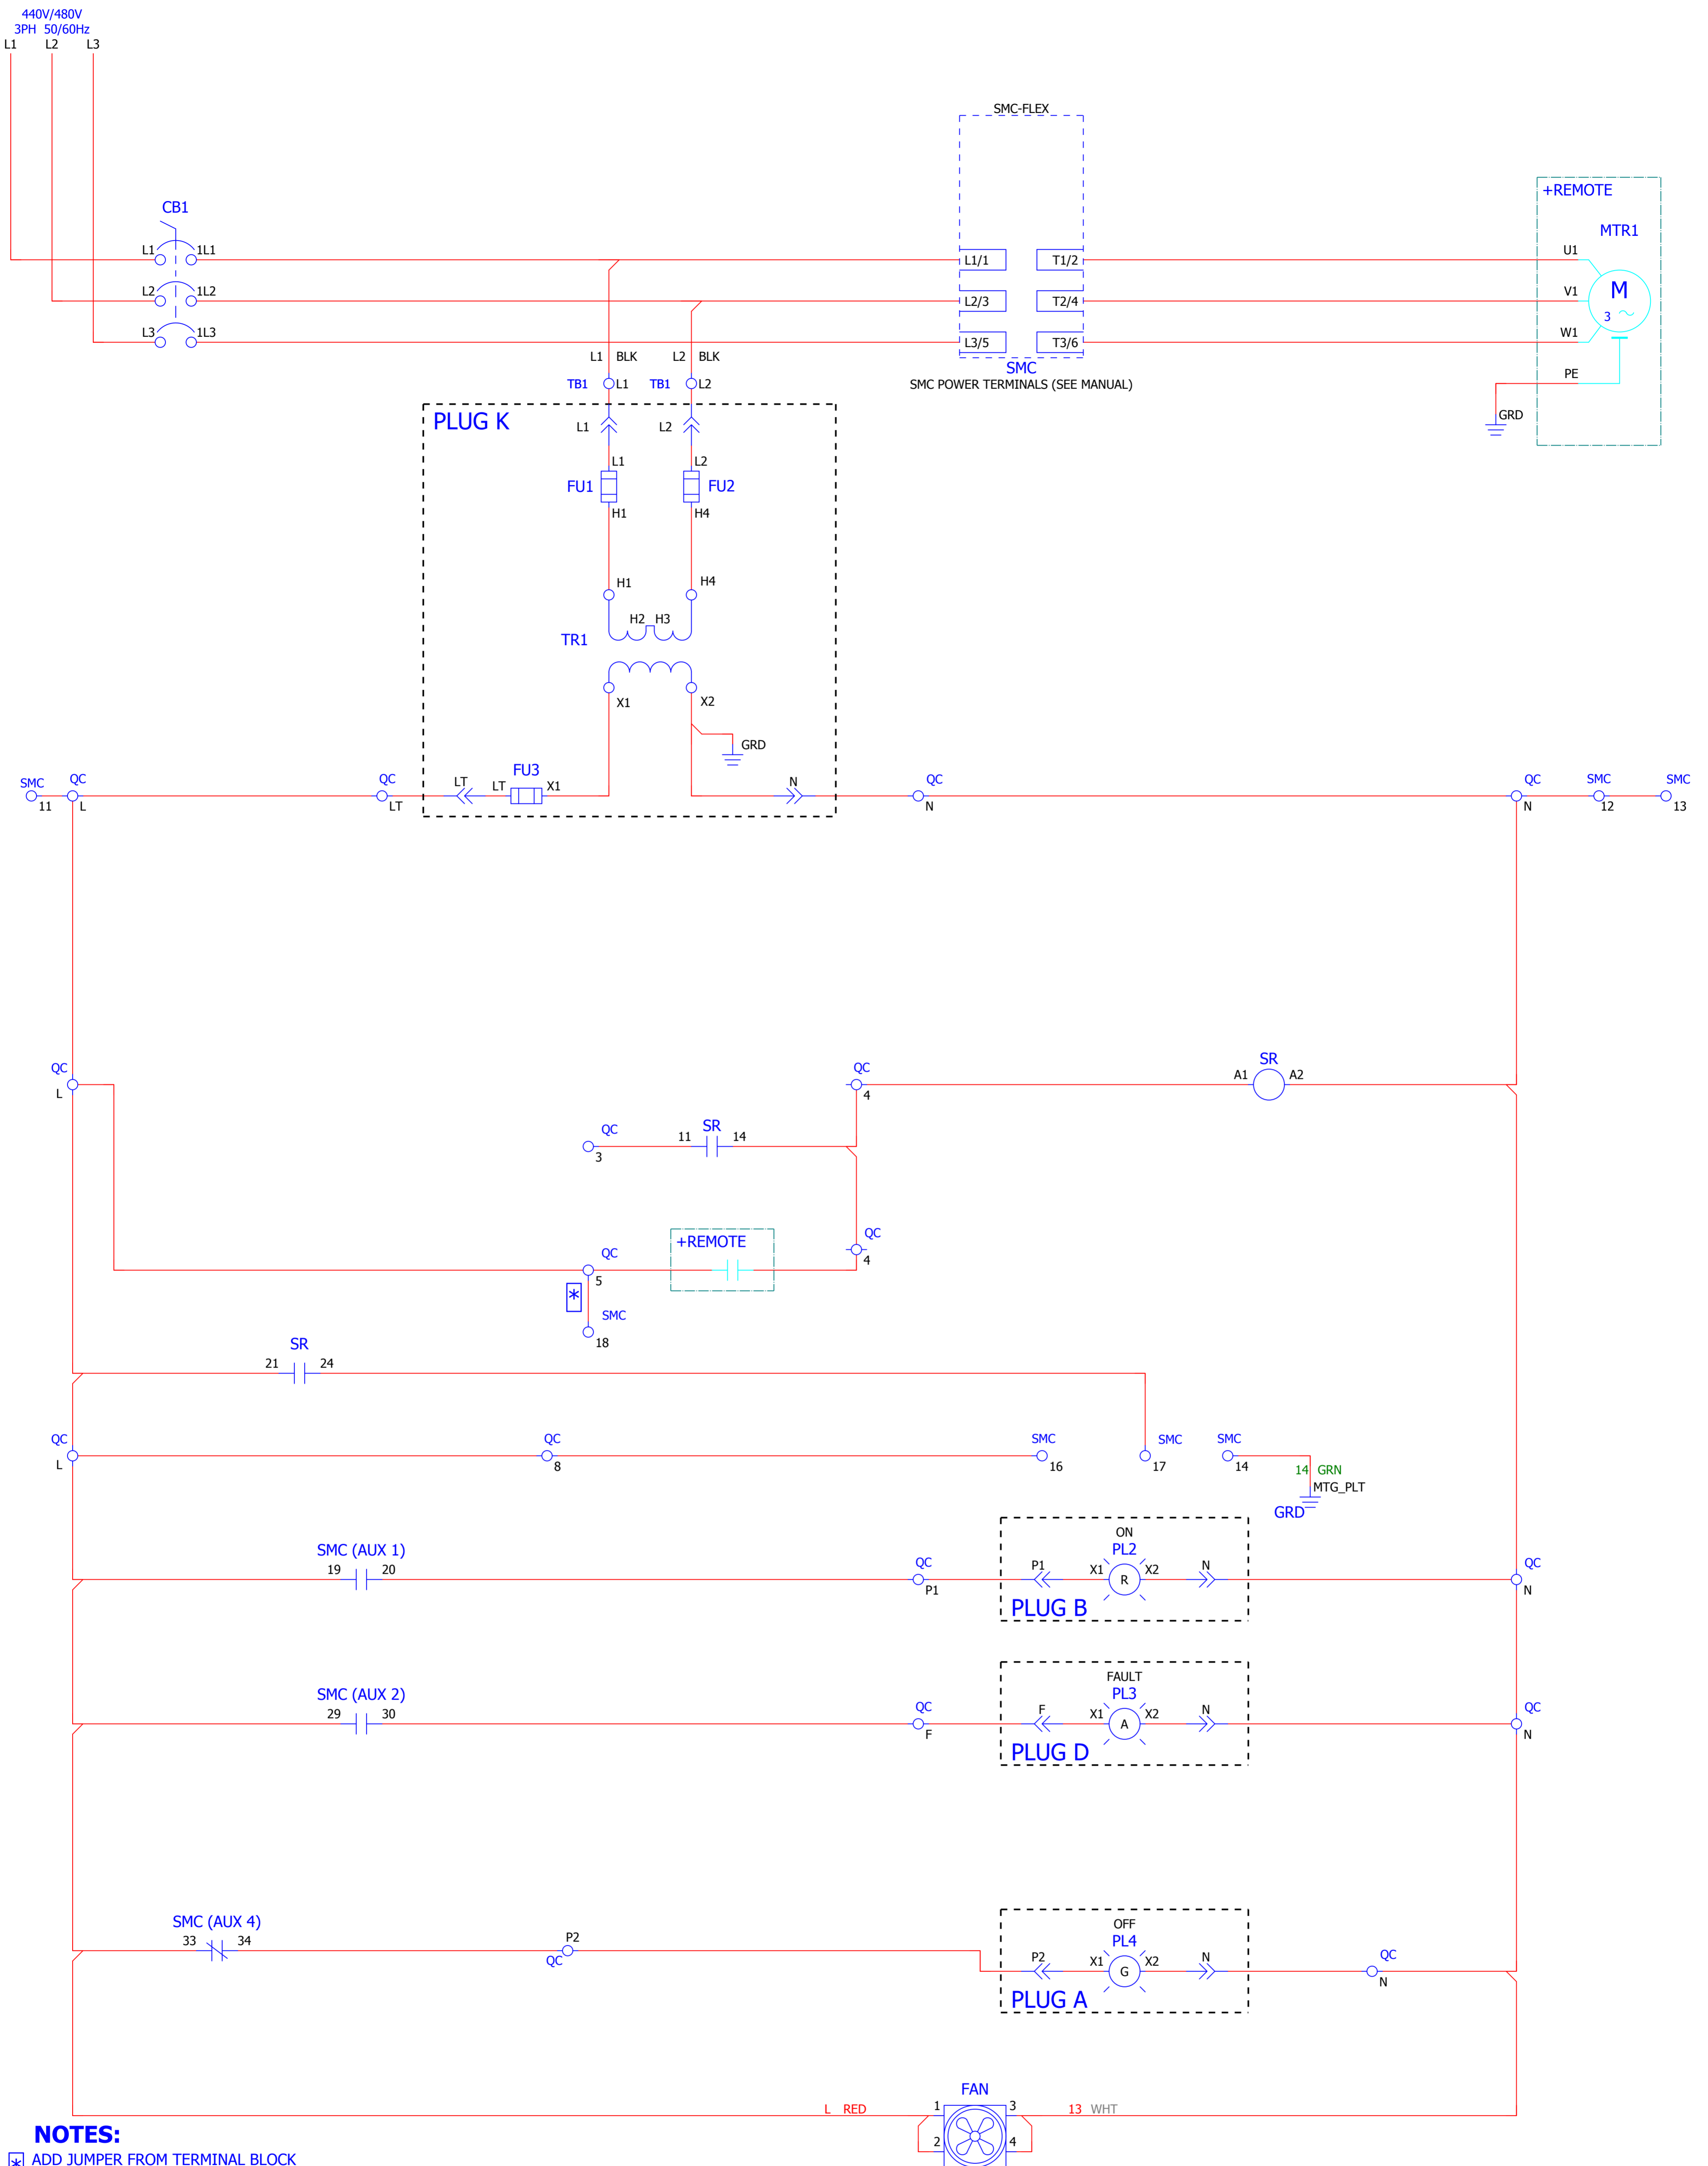 440V/480V
3PH 50/60Hz
L1 L2 L3
SMC-FLEX
+REMOTE
CB1
MTR1
L1 1L1
L1/1 T1/2
U1
L2 1L2
L2/3 T2/4
V1
M
3
L3 1L3
L3/5 T3/6
W1
L1 BLK L2 BLK
SMC
SMC POWER TERMINALS (SEE MANUAL)
PE
TB1 L1 TB1 L2
GRD
PLUG K
L1 L2
L1 L2
FU1 FU2
H1 H4
H1 H4
H2 H3
TR1
X1 X2
GRD
SMC QC QC FU3 QC QC SMC SMC
LT LT X1 N
11 L LT N N 12 13
QC QC SR
A1 A2
L 4
QC SR
11 14
3
QC
+REMOTE
4
QC
5
*
SMC
18
SR
21 24
QC QC SMC SMC SMC
L 8 16 17 14
14 GRN
MTG_PLT
GRD
ON
SMC (AUX 1) PL2
19 20 QC P1 X1 R X2 N QC
P1 N
PLUG B
FAULT
SMC (AUX 2) PL3
29 30 QC F X1 A X2 N QC
F N
PLUG D
OFF
SMC (AUX 4) PL4
33 34 P2
QC
P2 X1 G X2 N QC
N
PLUG A
FAN
L RED 1 3 13 WHT
2 4
NOTES:
* ADD JUMPER FROM TERMINAL BLOCK